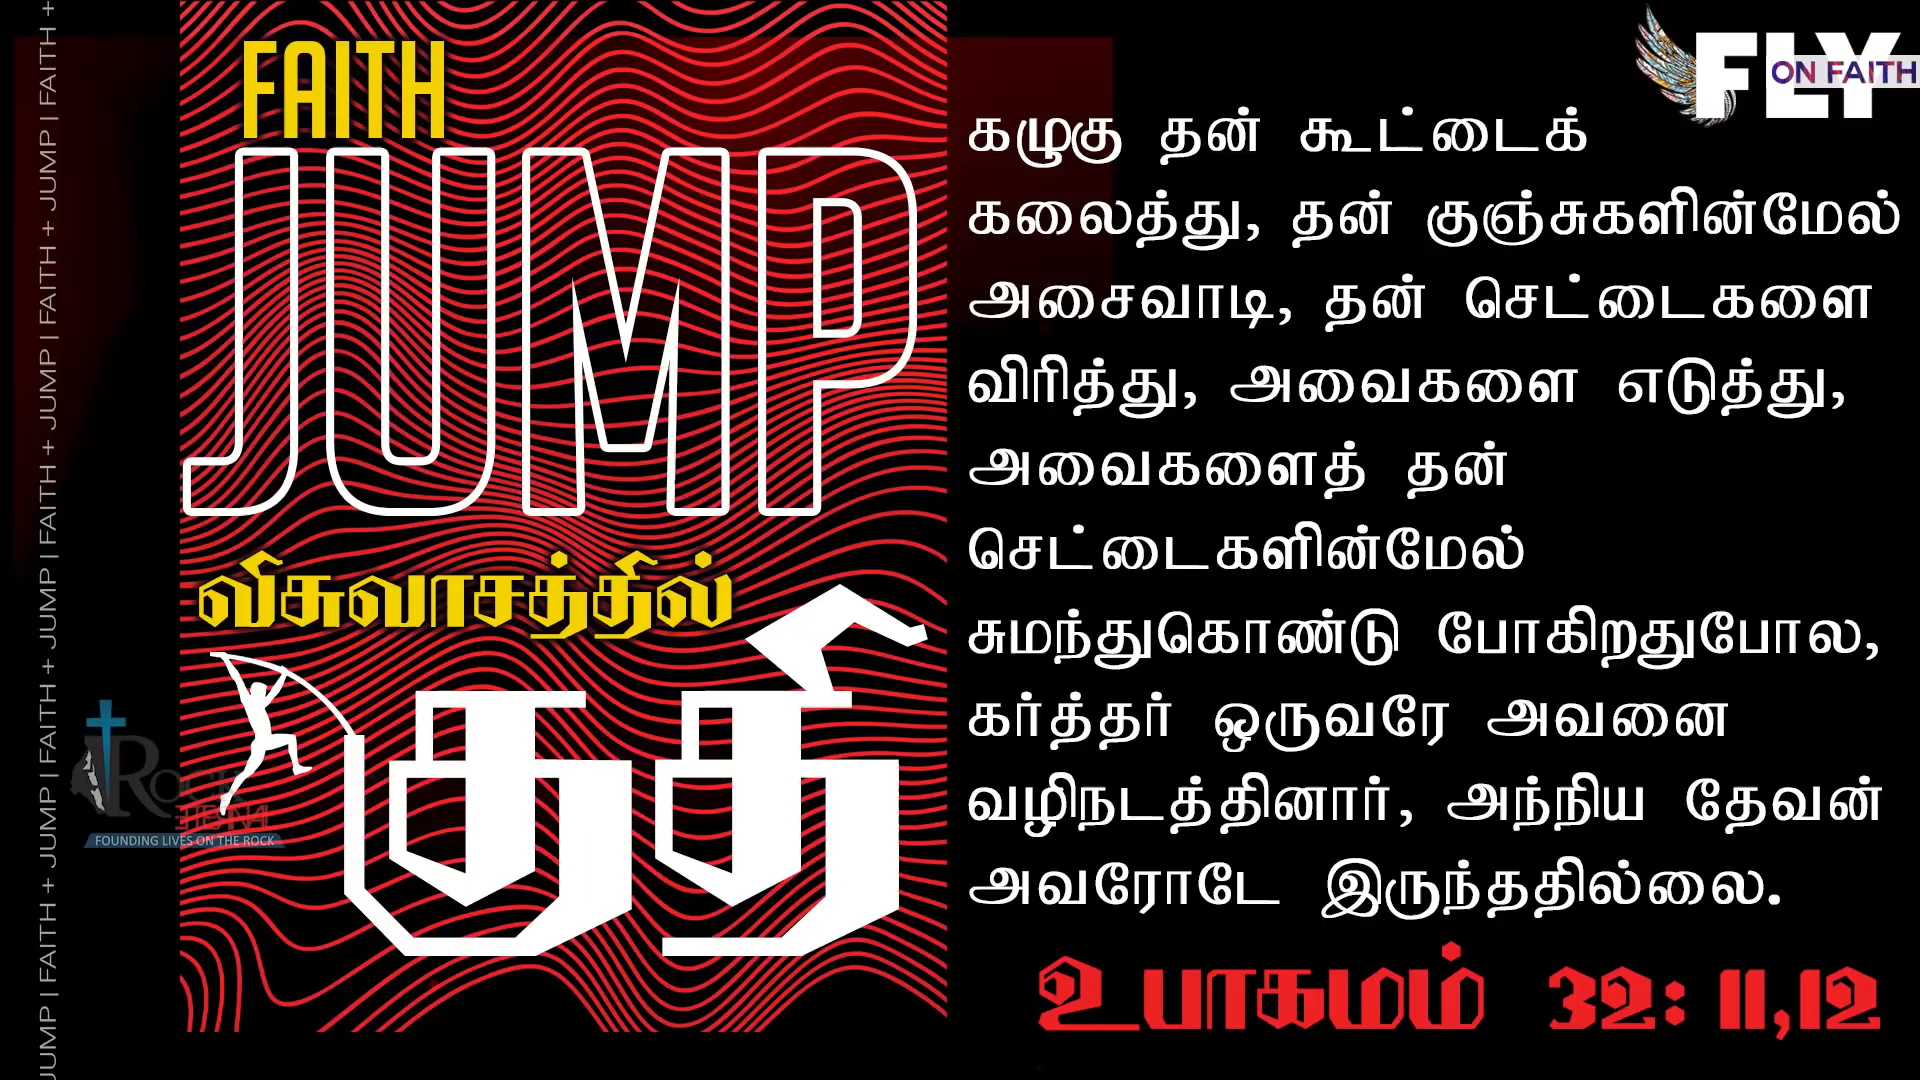 JUMP | FAITH + JUMP | FAITH + JUMP | FAITH + JUMP | FAITH + JUMP | FAITH + JUMP | FAITH +
FAITH
JUMP
விசுவாசத்தில்
குதி
FOUNDING LIVES ON THE ROCK
FLY
ON FAITH
கழுகு தன் கூட்டைக்
கலைத்து, தன் குஞ்சுகளின்மேல்
அசைவாடி, தன் செட்டைகளை
விரித்து, அவைகளை எடுத்து,
அவைகளைத் தன்
செட்டைகளின்மேல்
சுமந்துகொண்டு போகிறதுபோல,
கர்த்தர் ஒருவரே அவனை
வழிநடத்தினார், அந்நிய தேவன்
அவரோடே இருந்ததில்லை.
உபாகமம் 32: 11,12